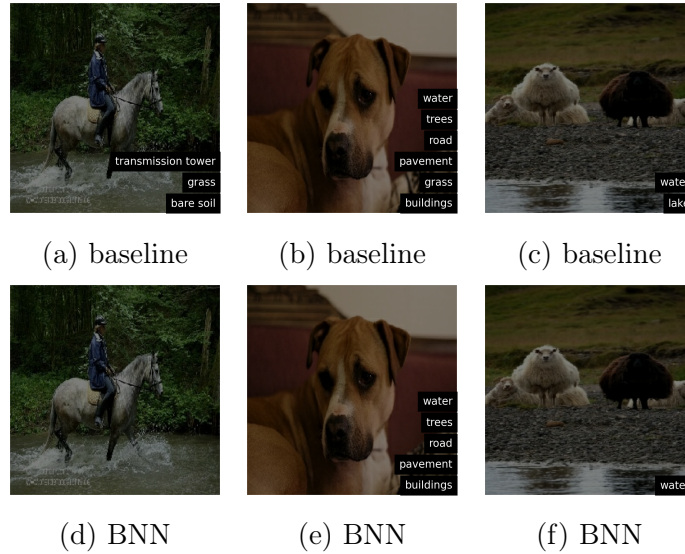 transmission tower
grass
bare soil
water
trees
road
pavement
grass
buildings
wate
lake
(a) baseline
(b) baseline
(c) baseline
water
trees
road
pavement
buildings
wate
(d) BNN
(e) BNN
(f) BNN